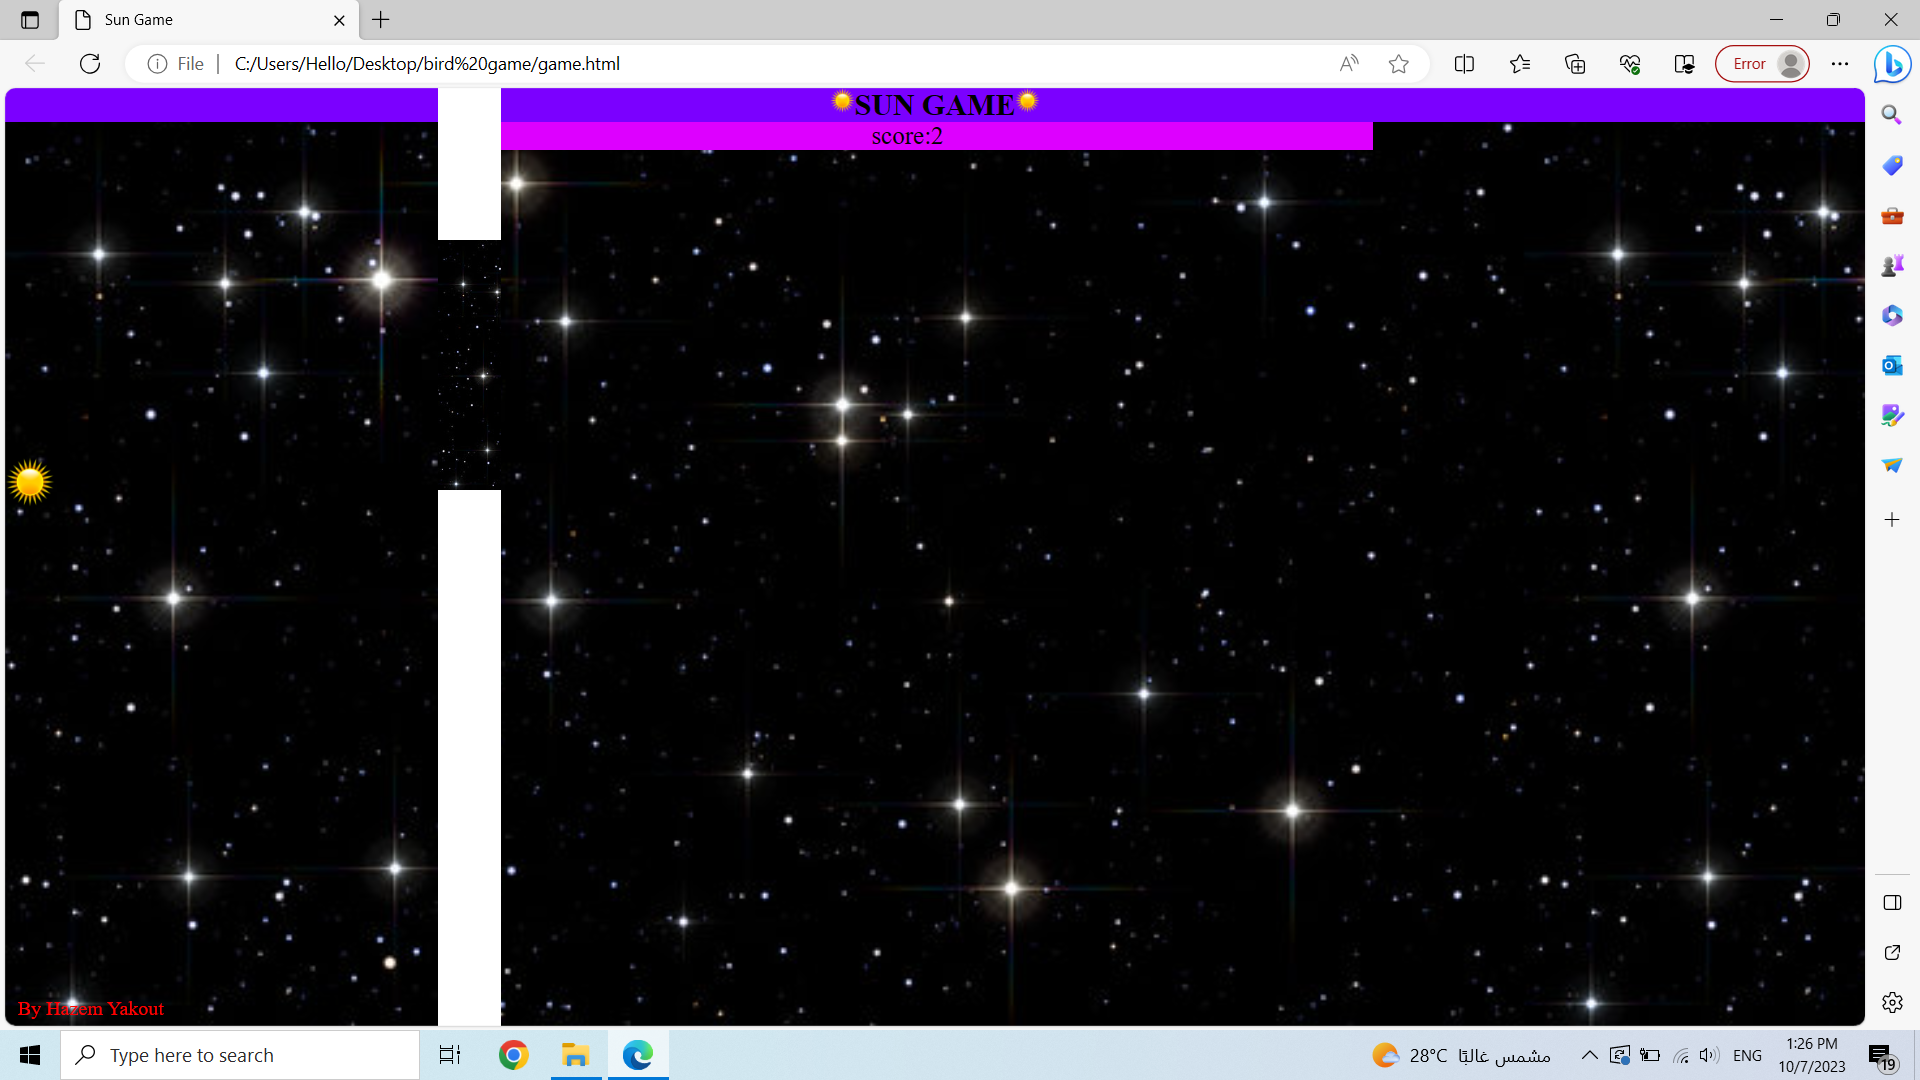 Sun Game
File
C:/Users/Hello/Desktop/bird%20game/game.html
Error
SUN GAME
score:2
By Hazem Yakout
Type here to search
28°C مشمس غالبًا
ENG
1:26 PM
10/7/2023
19